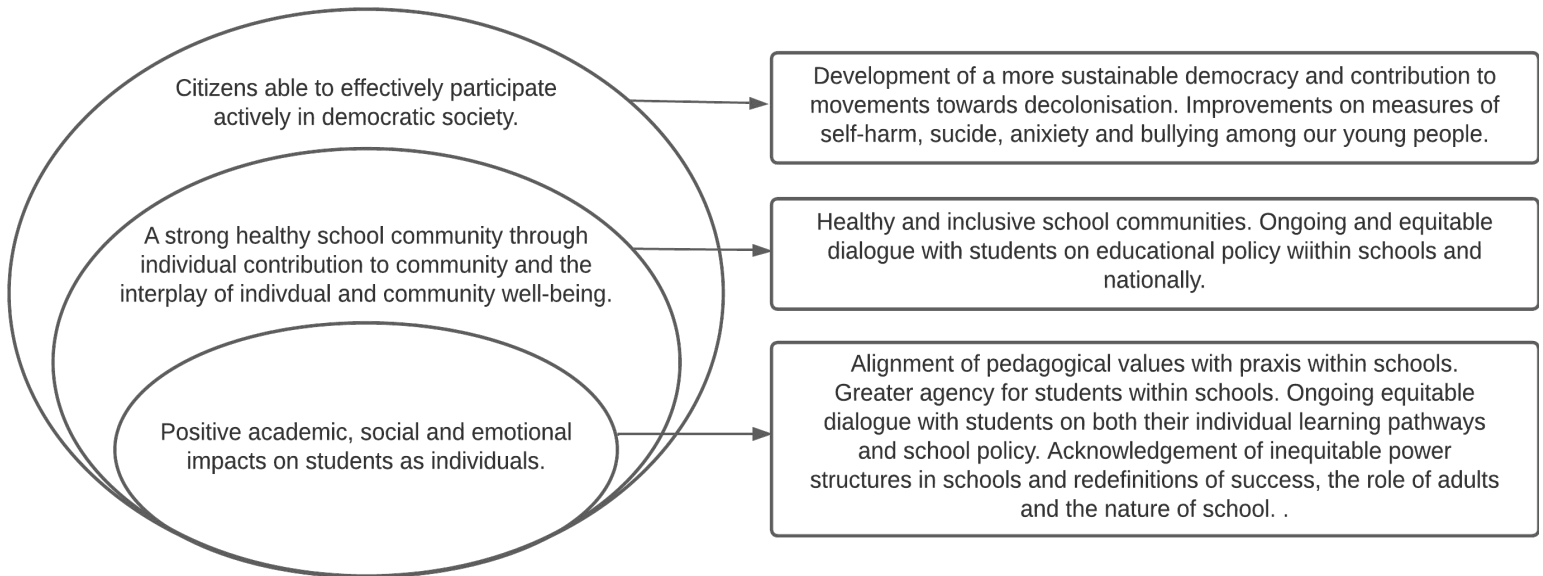 Citizens able to effectively participate
actively in democratic society.
Development of a more sustainable democracy and contribution to
movements towards decolonisation. Improvements on measures of
self-harm, sucide, anixiety and bullying among our young people.
A strong healthy school community through
individual contribution to community and the
interplay of indivdual and community well-being.
Healthy and inclusive school communities. Ongoing and equitable
dialogue with students on educational policy wiithin schools and
nationally.
Positive academic, social and emotional
impacts on students as individuals.
Alignment of pedagogical values with praxis within schools.
Greater agency for students within schools. Ongoing equitable
dialogue with students on both their individual learning pathways
and school policy. Acknowledgement of inequitable power
structures in schools and redefinitions of success, the role of adults
and the nature of school. .